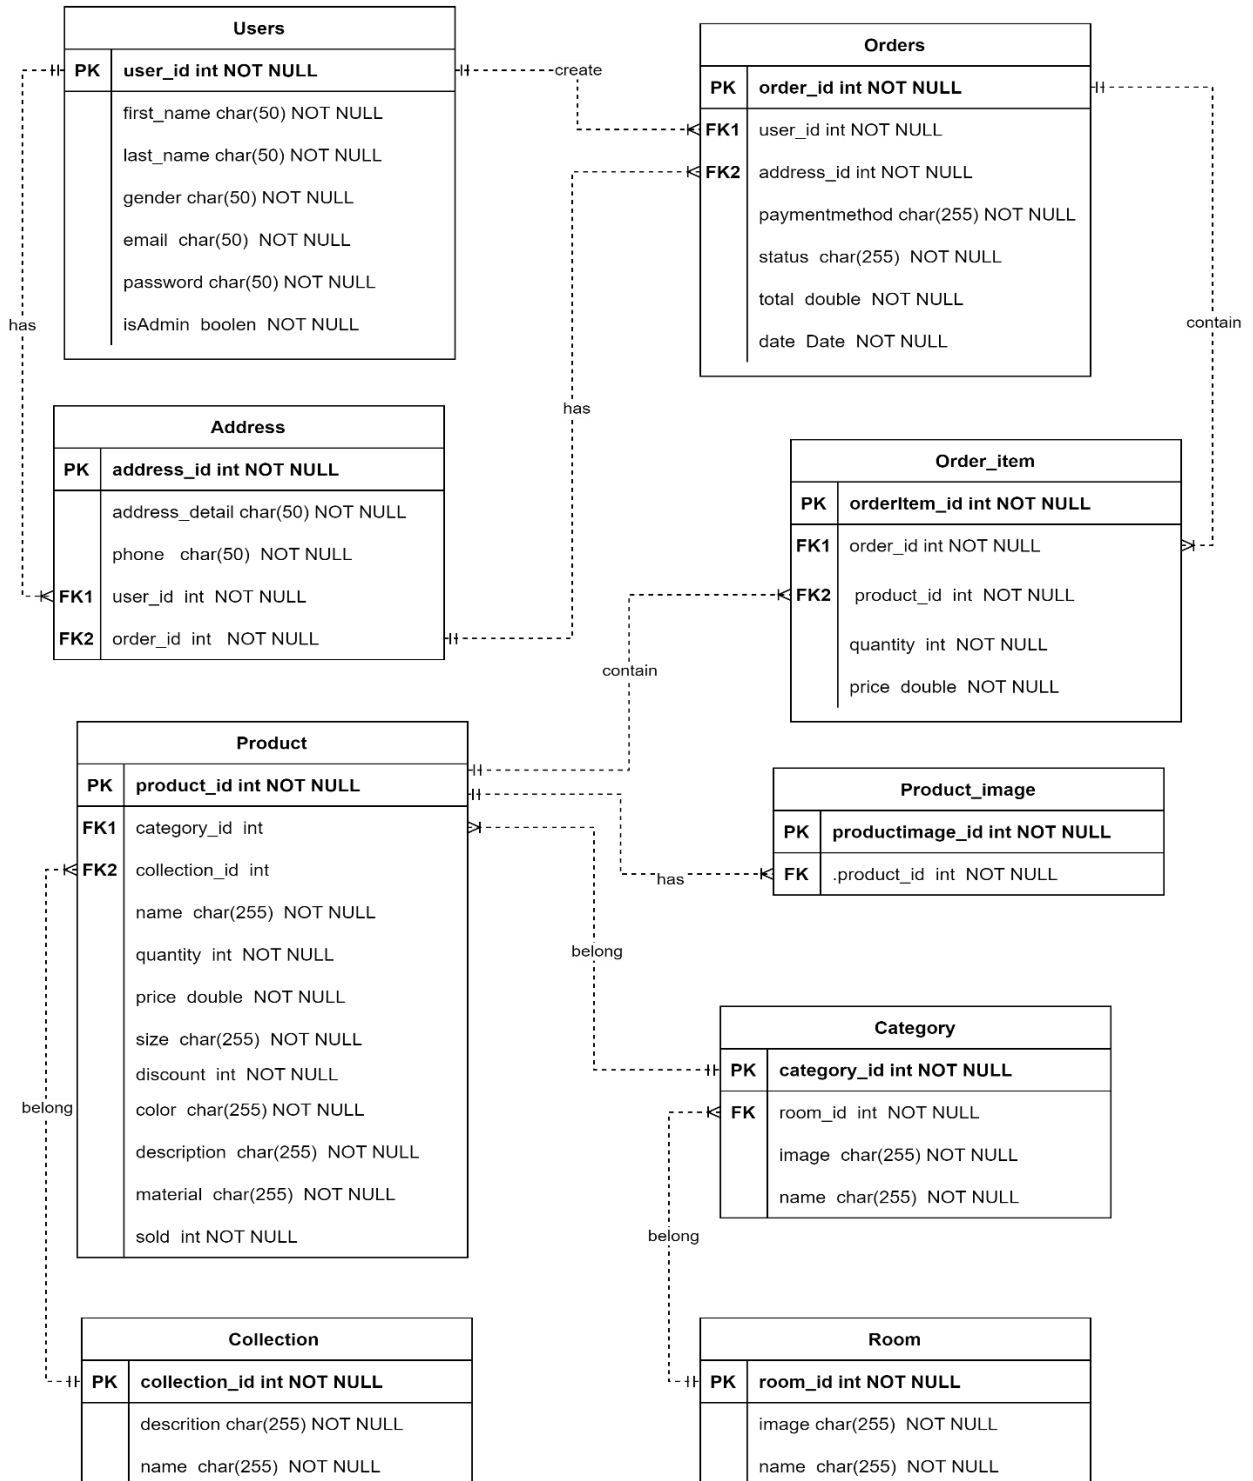 Users
PK user_id int NOT NULL
first_name char(50) NOT NULL
last_name char(50) NOT NULL
gender char(50) NOT NULL
email char(50) NOT NULL
password char(50) NOT NULL
isAdmin boolen NOT NULL
create
has
Orders
PK order_id int NOT NULL
FK1 user_id int NOT NULL
FK2 address_id int NOT NULL
paymentmethod char(255) NOT NULL
status char(255) NOT NULL
total double NOT NULL
date Date NOT NULL
contain
has
Address
PK address_id int NOT NULL
address_detail char(50) NOT NULL
phone char(50) NOT NULL
FK1 user_id int NOT NULL
FK2 order_id int NOT NULL
Order_item
PK orderItem_id int NOT NULL
FK1 order_id int NOT NULL
FK2 product_id int NOT NULL
quantity int NOT NULL
price double NOT NULL
contain
Product
PK product_id int NOT NULL
FK1 category_id int
FK2 collection_id int
name char(255) NOT NULL
quantity int NOT NULL
price double NOT NULL
size char(255) NOT NULL
discount int NOT NULL
color char(255) NOT NULL
description char(255) NOT NULL
material char(255) NOT NULL
sold int NOT NULL
Product_image
PK productimage_id int NOT NULL
FK .product_id int NOT NULL
has
belong
Category
PK category_id int NOT NULL
FK room_id int NOT NULL
image char(255) NOT NULL
name char(255) NOT NULL
belong
belong
Collection
PK collection_id int NOT NULL
descrition char(255) NOT NULL
name char(255) NOT NULL
Room
PK room_id int NOT NULL
image char(255) NOT NULL
name char(255) NOT NULL